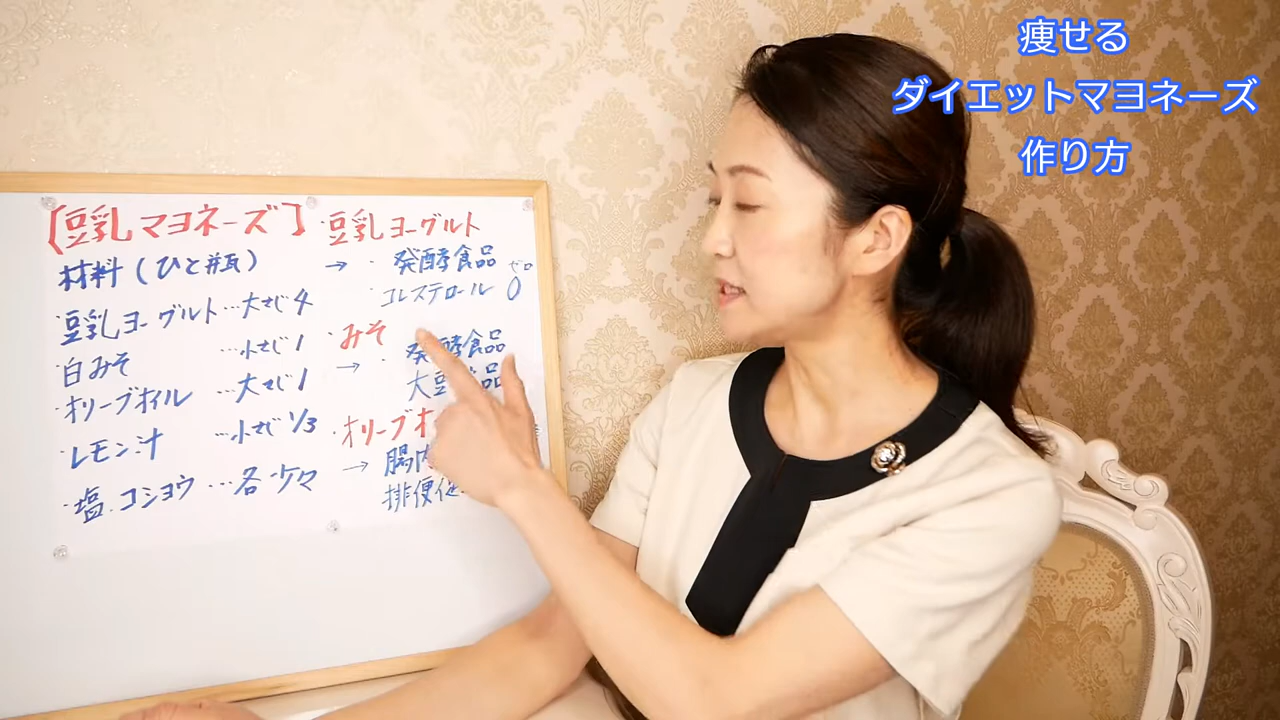 痩せる
ダイエットマヨネーズ
作り方
[豆乳マヨネーズ]
材料(ひと瓶)
・豆乳ヨーグルト…大さじ4
・白みそ …小さじ1
・オリーブオイル …大さじ1
・レモン汁 …小さじ1/3
・塩.コショウ …各少々
・豆乳ヨーグルト
→ ・発酵食品
・コレステロール 0 ゼロ
・みそ
→ ・発酵食品
大豆 品
・オリーブオ
→ 腸内
排便促